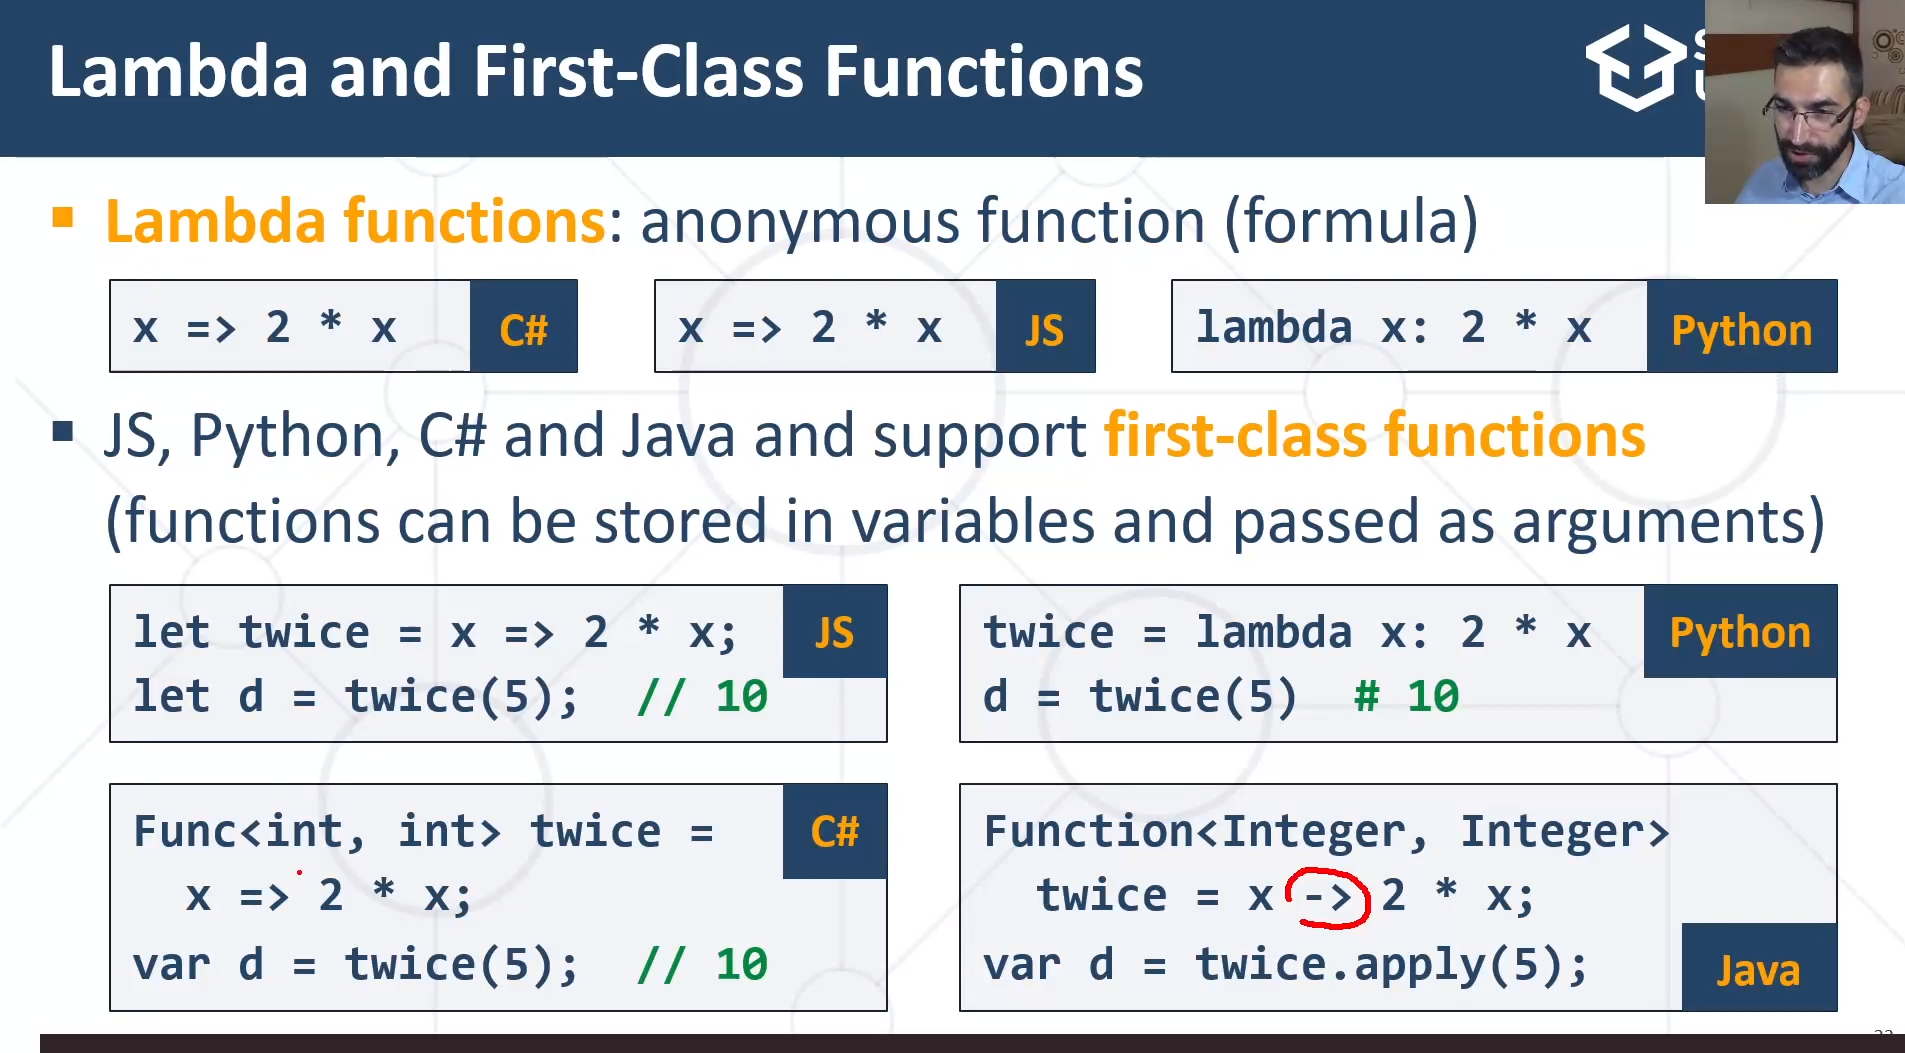 Lambda and First-Class Functions
Lambda functions: anonymous function (formula)
x => 2 * x
C#
x => 2 * x
JS
lambda x: 2 * x
Python
JS, Python, C# and Java and support first-class functions
(functions can be stored in variables and passed as arguments)
let twice = x => 2 * x;
let d = twice(5);  // 10
JS
twice = lambda x: 2 * x
d = twice(5)  # 10
Python
Func<int, int> twice =
x => 2 * x;
var d = twice(5);  // 10
C#
Function<Integer, Integer>
twice = x -> 2 * x;
var d = twice.apply(5);
Java